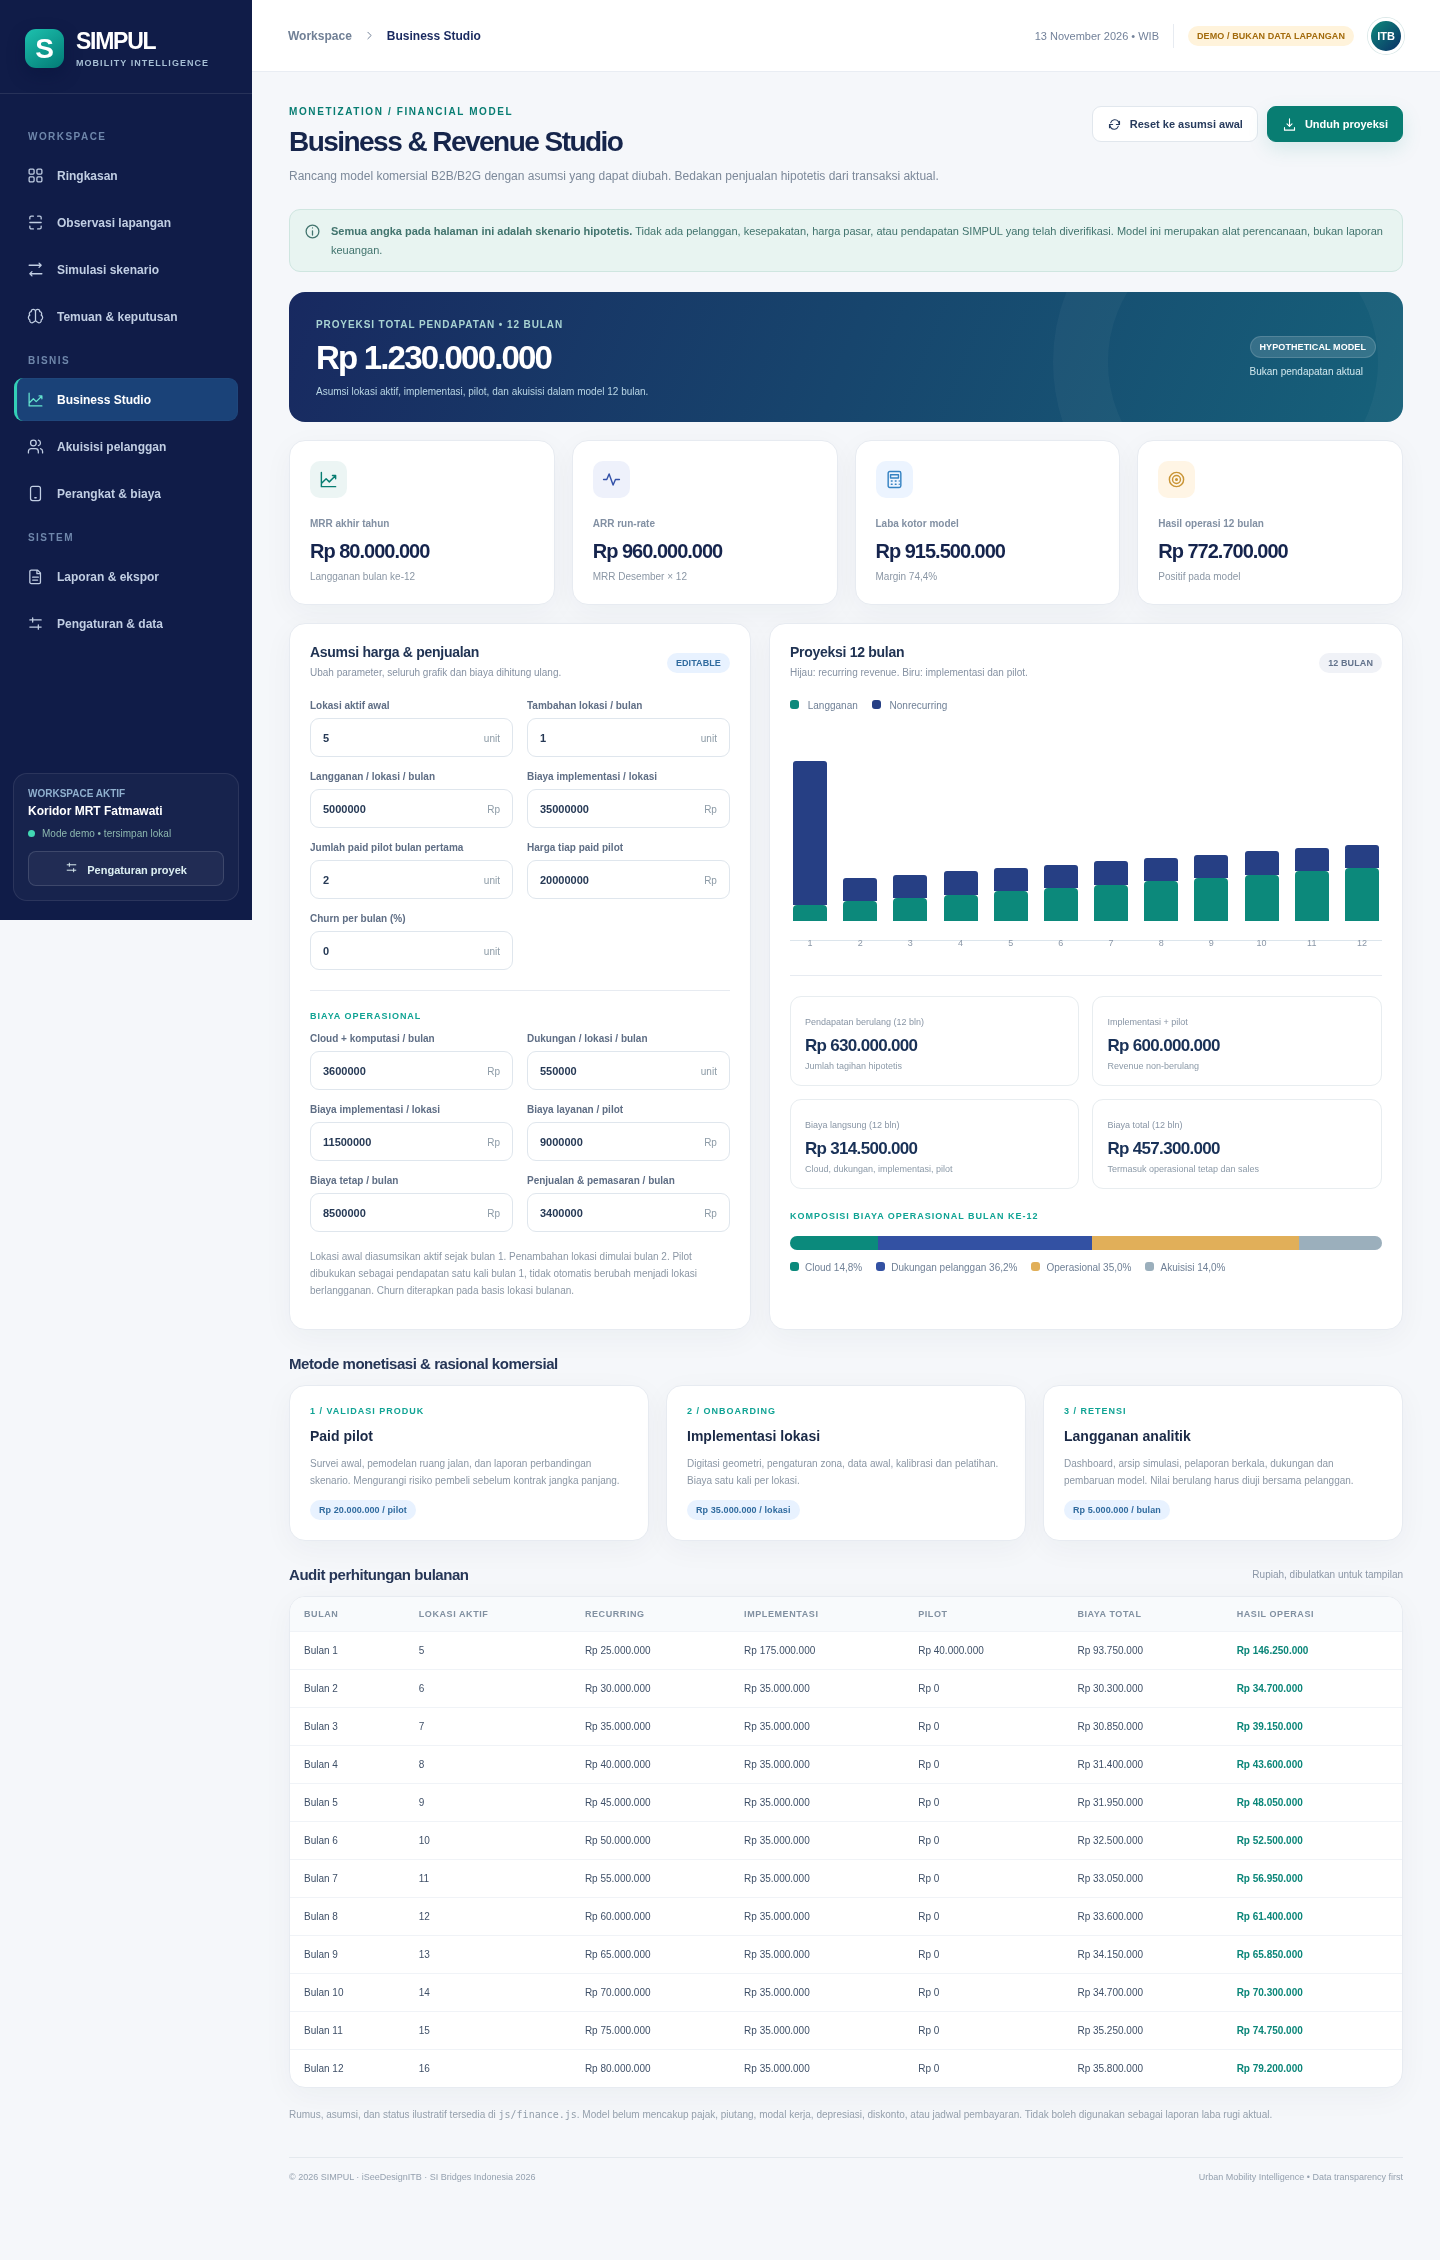 S
SIMPUL
MOBILITY INTELLIGENCE
WORKSPACE
Ringkasan
Observasi lapangan
Simulasi skenario
Temuan & keputusan
BISNIS
Business Studio
Akuisisi pelanggan
Perangkat & biaya
SISTEM
Laporan & ekspor
Pengaturan & data
WORKSPACE AKTIF
Koridor MRT Fatmawati
Mode demo • tersimpan lokal
Pengaturan proyek
Workspace > Business Studio
13 November 2026 • WIB
DEMO / BUKAN DATA LAPANGAN
ITB
MONETIZATION / FINANCIAL MODEL
Business & Revenue Studio
Rancang model komersial B2B/B2G dengan asumsi yang dapat diubah. Bedakan penjualan hipotetis dari transaksi aktual.
Reset ke asumsi awal
Unduh proyeksi
Semua angka pada halaman ini adalah skenario hipotetis. Tidak ada pelanggan, kesepakatan, harga pasar, atau pendapatan SIMPUL yang telah diverifikasi. Model ini merupakan alat perencanaan, bukan laporan
keuangan.
PROYEKSI TOTAL PENDAPATAN • 12 BULAN
Rp 1.230.000.000
Asumsi lokasi aktif, implementasi, pilot, dan akuisisi dalam model 12 bulan.
HYPOTHETICAL MODEL
Bukan pendapatan aktual
MRR akhir tahun
Rp 80.000.000
Langganan bulan ke-12
ARR run-rate
Rp 960.000.000
MRR Desember × 12
Laba kotor model
Rp 915.500.000
Margin 74,4%
Hasil operasi 12 bulan
Rp 772.700.000
Positif pada model
Asumsi harga & penjualan
Ubah parameter, seluruh grafik dan biaya dihitung ulang.
EDITABLE
Lokasi aktif awal
5 unit
Tambahan lokasi / bulan
1 unit
Langganan / lokasi / bulan
5000000 Rp
Biaya implementasi / lokasi
35000000 Rp
Jumlah paid pilot bulan pertama
2 unit
Harga tiap paid pilot
20000000 Rp
Churn per bulan (%)
0 unit
BIAYA OPERASIONAL
Cloud + komputasi / bulan
3600000 Rp
Dukungan / lokasi / bulan
550000 unit
Biaya implementasi / lokasi
11500000 Rp
Biaya layanan / pilot
9000000 Rp
Biaya tetap / bulan
8500000 Rp
Penjualan & pemasaran / bulan
3400000 Rp
Lokasi awal diasumsikan aktif sejak bulan 1. Penambahan lokasi dimulai bulan 2. Pilot
dibukukan sebagai pendapatan satu kali bulan 1, tidak otomatis berubah menjadi lokasi
berlangganan. Churn diterapkan pada basis lokasi bulanan.
Proyeksi 12 bulan
Hijau: recurring revenue. Biru: implementasi dan pilot.
12 BULAN
Langganan Nonrecurring
1 2 3 4 5 6 7 8 9 10 11 12
Pendapatan berulang (12 bln)
Rp 630.000.000
Jumlah tagihan hipotetis
Implementasi + pilot
Rp 600.000.000
Revenue non-berulang
Biaya langsung (12 bln)
Rp 314.500.000
Cloud, dukungan, implementasi, pilot
Biaya total (12 bln)
Rp 457.300.000
Termasuk operasional tetap dan sales
KOMPOSISI BIAYA OPERASIONAL BULAN KE-12
Cloud 14,8% Dukungan pelanggan 36,2% Operasional 35,0% Akuisisi 14,0%
Metode monetisasi & rasional komersial
1 / VALIDASI PRODUK
Paid pilot
Survei awal, pemodelan ruang jalan, dan laporan perbandingan
skenario. Mengurangi risiko pembeli sebelum kontrak jangka panjang.
Rp 20.000.000 / pilot
2 / ONBOARDING
Implementasi lokasi
Digitasi geometri, pengaturan zona, data awal, kalibrasi dan pelatihan.
Biaya satu kali per lokasi.
Rp 35.000.000 / lokasi
3 / RETENSI
Langganan analitik
Dashboard, arsip simulasi, pelaporan berkala, dukungan dan
pembaruan model. Nilai berulang harus diuji bersama pelanggan.
Rp 5.000.000 / bulan
Audit perhitungan bulanan
Rupiah, dibulatkan untuk tampilan
BULAN LOKASI AKTIF RECURRING IMPLEMENTASI PILOT BIAYA TOTAL HASIL OPERASI
Bulan 1 5 Rp 25.000.000 Rp 175.000.000 Rp 40.000.000 Rp 93.750.000 Rp 146.250.000
Bulan 2 6 Rp 30.000.000 Rp 35.000.000 Rp 0 Rp 30.300.000 Rp 34.700.000
Bulan 3 7 Rp 35.000.000 Rp 35.000.000 Rp 0 Rp 30.850.000 Rp 39.150.000
Bulan 4 8 Rp 40.000.000 Rp 35.000.000 Rp 0 Rp 31.400.000 Rp 43.600.000
Bulan 5 9 Rp 45.000.000 Rp 35.000.000 Rp 0 Rp 31.950.000 Rp 48.050.000
Bulan 6 10 Rp 50.000.000 Rp 35.000.000 Rp 0 Rp 32.500.000 Rp 52.500.000
Bulan 7 11 Rp 55.000.000 Rp 35.000.000 Rp 0 Rp 33.050.000 Rp 56.950.000
Bulan 8 12 Rp 60.000.000 Rp 35.000.000 Rp 0 Rp 33.600.000 Rp 61.400.000
Bulan 9 13 Rp 65.000.000 Rp 35.000.000 Rp 0 Rp 34.150.000 Rp 65.850.000
Bulan 10 14 Rp 70.000.000 Rp 35.000.000 Rp 0 Rp 34.700.000 Rp 70.300.000
Bulan 11 15 Rp 75.000.000 Rp 35.000.000 Rp 0 Rp 35.250.000 Rp 74.750.000
Bulan 12 16 Rp 80.000.000 Rp 35.000.000 Rp 0 Rp 35.800.000 Rp 79.200.000
Rumus, asumsi, dan status ilustratif tersedia di js/finance.js. Model belum mencakup pajak, piutang, modal kerja, depresiasi, diskonto, atau jadwal pembayaran. Tidak boleh digunakan sebagai laporan laba rugi aktual.
© 2026 SIMPUL · iSeeDesignITB · SI Bridges Indonesia 2026
Urban Mobility Intelligence • Data transparency first